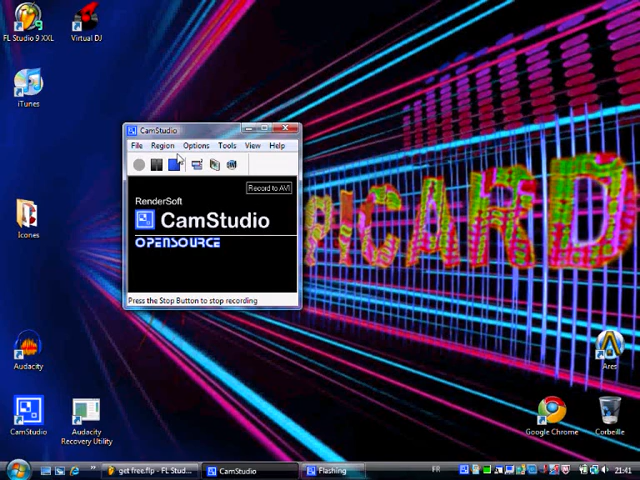 FL Studio 9 XXL
Virtual DJ
iTunes
Icones
Audacity
CamStudio
Audacity
Recovery Utility
CamStudio
File Region Options Tools View Help
Record to AVI
RenderSoft
CamStudio
OPENSOURCE
Press the Stop Button to stop recording
PICARD
Ares
Google Chrome
Corbeille
get free.flp - FL Stud...
CamStudio
Flashing
FR
21:41